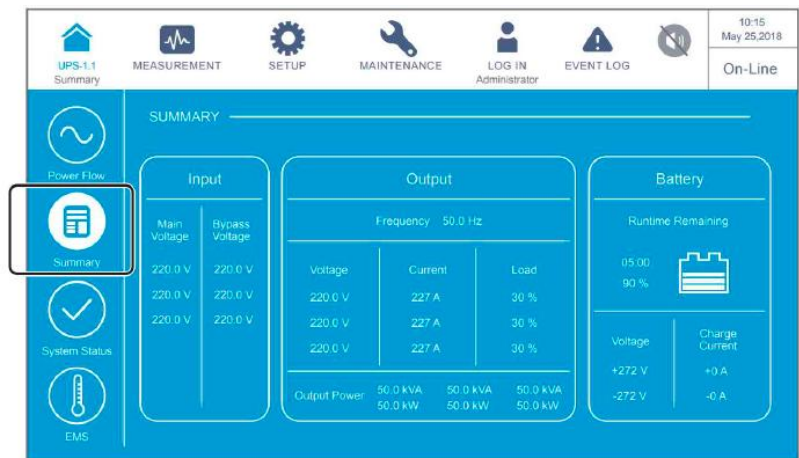 10:15
May 25,2018
UPS-1.1
Summary
MEASUREMENT
SETUP
MAINTENANCE
LOG IN
Administrator
EVENT LOG
On-Line
Power Flow
Summary
System Status
EMS
SUMMARY
Input
Main Voltage
Bypass Voltage
220.0 V 220.0 V
220.0 V 220.0 V
220.0 V 220.0 V
Output
Frequency 50.0 Hz
Voltage Current Load
220.0 V 227 A 30 %
220.0 V 227 A 30 %
220.0 V 227 A 30 %
Output Power 50.0 kVA 50.0 kVA 50.0 kVA
50.0 kW 50.0 kW 50.0 kW
Battery
Runtime Remaining
05:00
90 %
Voltage
Charge Current
+272 V +0 A
-272 V -0 A